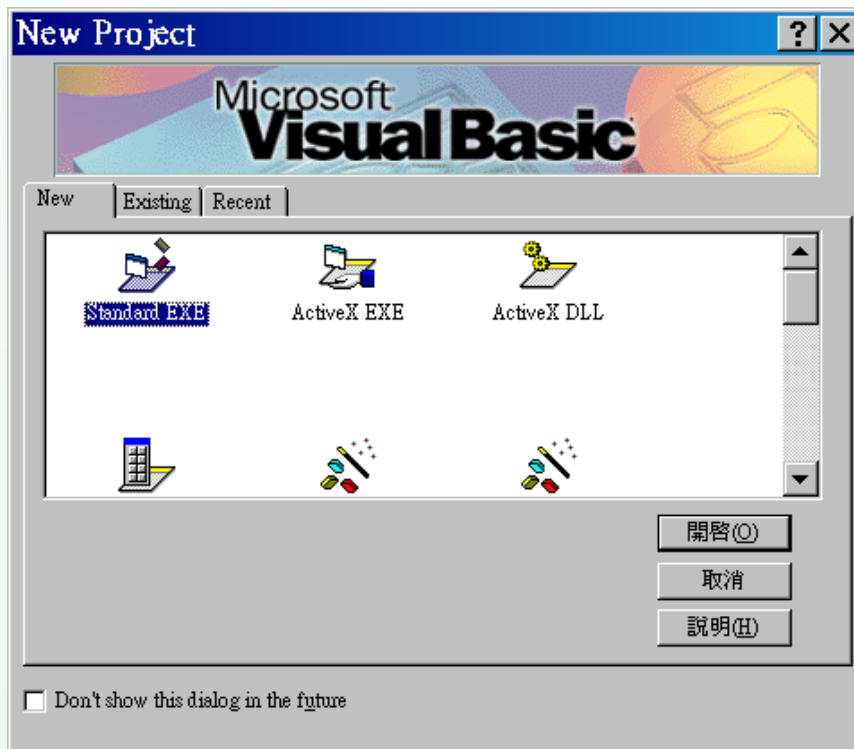 New Project
Microsoft
Visual Basic
New Existing Recent
Standard EXE ActiveX EXE ActiveX DLL
開啓(O)
取消
說明(H)
Don't show this dialog in the future